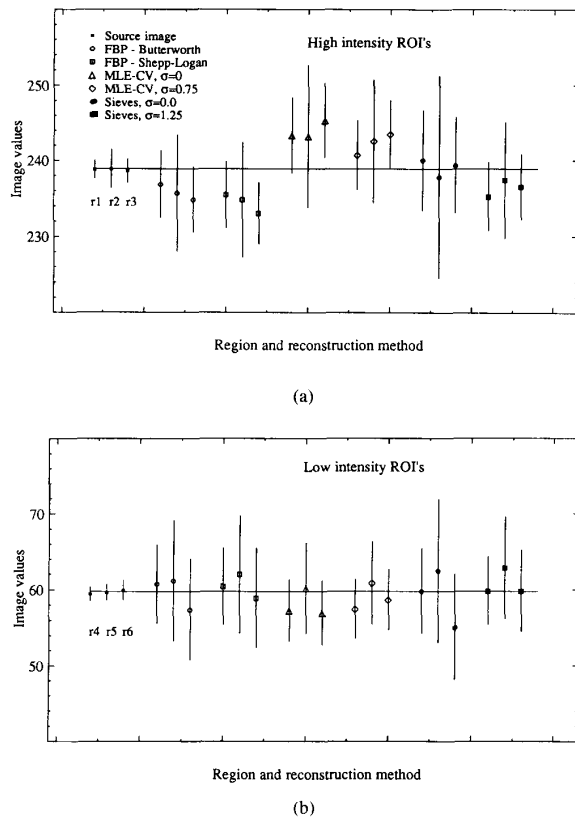 High intensity ROI's
Source image
FBP - Butterworth
FBP - Shepp-Logan
MLE-CV, σ=0
MLE-CV, σ=0.75
Sieves, σ=0.0
Sieves, σ=1.25
250
240
230
Image values
r1 r2 r3
Region and reconstruction method
(a)
Low intensity ROI's
70
60
50
Image values
r4 r5 r6
Region and reconstruction method
(b)